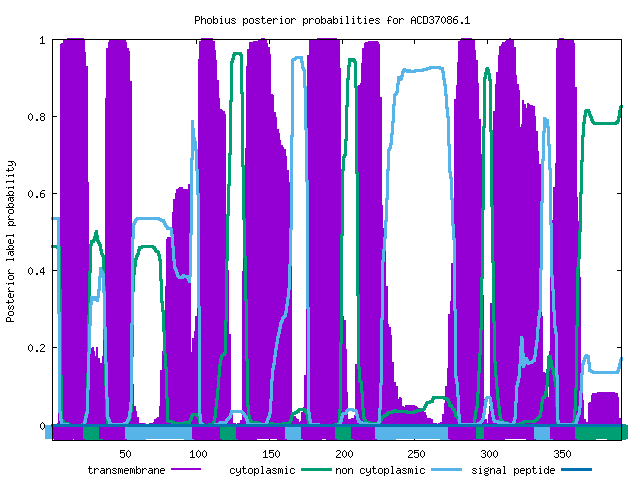 Phobius posterior probabilities for ACD37086.1
Posterior label probability
1
0.8
0.6
0.4
0.2
0
50 100 150 200 250 300 350
transmembrane cytoplasmic non cytoplasmic signal peptide